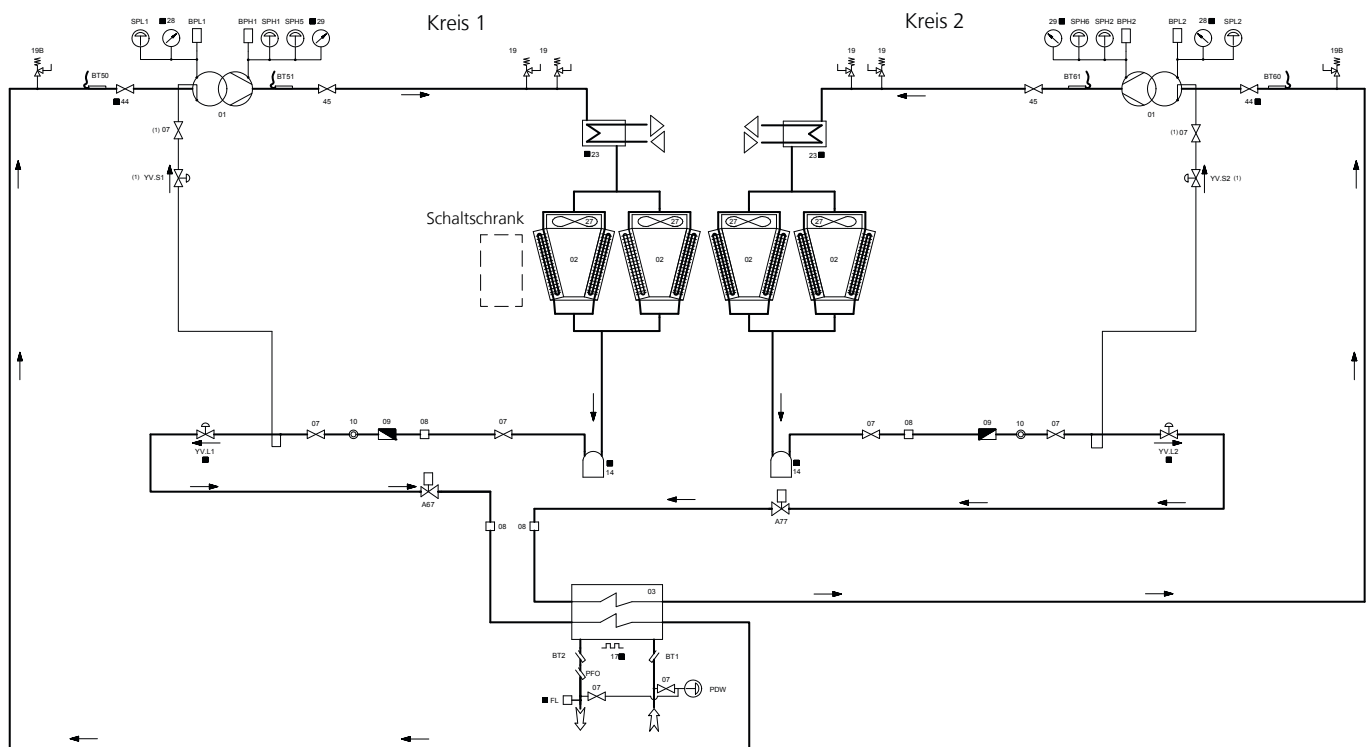 Kreis 1
Kreis 2
SPL1 ■28 BPL1 BPH1 SPH1 SPH5 ■29
29■ SPH6 SPH2 BPH2 BPL2 28■ SPL2
19B
19 19
19 19
19B
BT50
BT51
BT61
BT60
■44
01
45
45
01
44■
(1) 07
(1) 07
■23
23■
(1) YV.S1
YV.S2 (1)
Schaltschrank
27 27 27 27
02 02 02 02
07 10 09 08 07
07 08 09 10 07
YV.L1
■
YV.L2
■
■
14
■
14
A67
A77
08 08
03
BT2
17■
BT1
PFO
07
07
PDW
■ FL